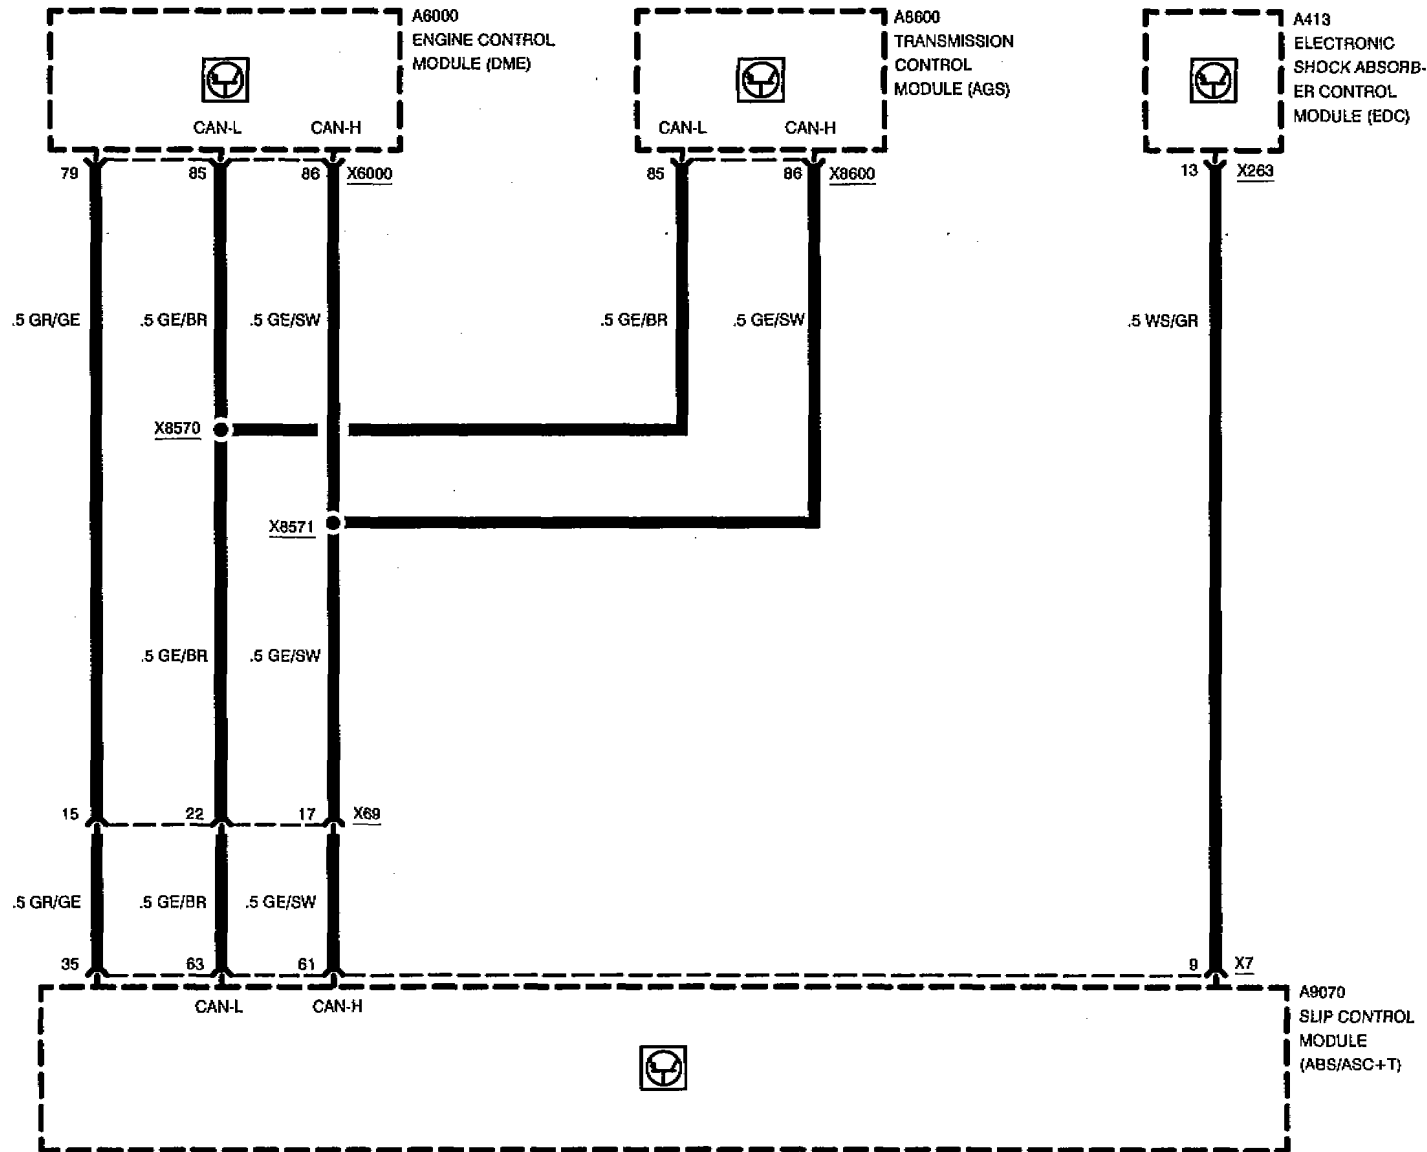 A6000
ENGINE CONTROL
MODULE (DME)
A8600
TRANSMISSION
CONTROL
MODULE (AGS)
A413
ELECTRONIC
SHOCK ABSORB-
ER CONTROL
MODULE (EDC)
CAN-L
CAN-H
CAN-L
CAN-H
79
85
86
X6000
85
86
X8600
13
X263
.5 GR/GE
.5 GE/BR
.5 GE/SW
.5 GE/BR
.5 GE/SW
.5 WS/GR
X8570
X8571
.5 GE/BR
.5 GE/SW
15
22
17
X69
.5 GR/GE
.5 GE/BR
.5 GE/SW
35
63
61
9
X7
CAN-L
CAN-H
A9070
SLIP CONTROL
MODULE
(ABS/ASC+T)